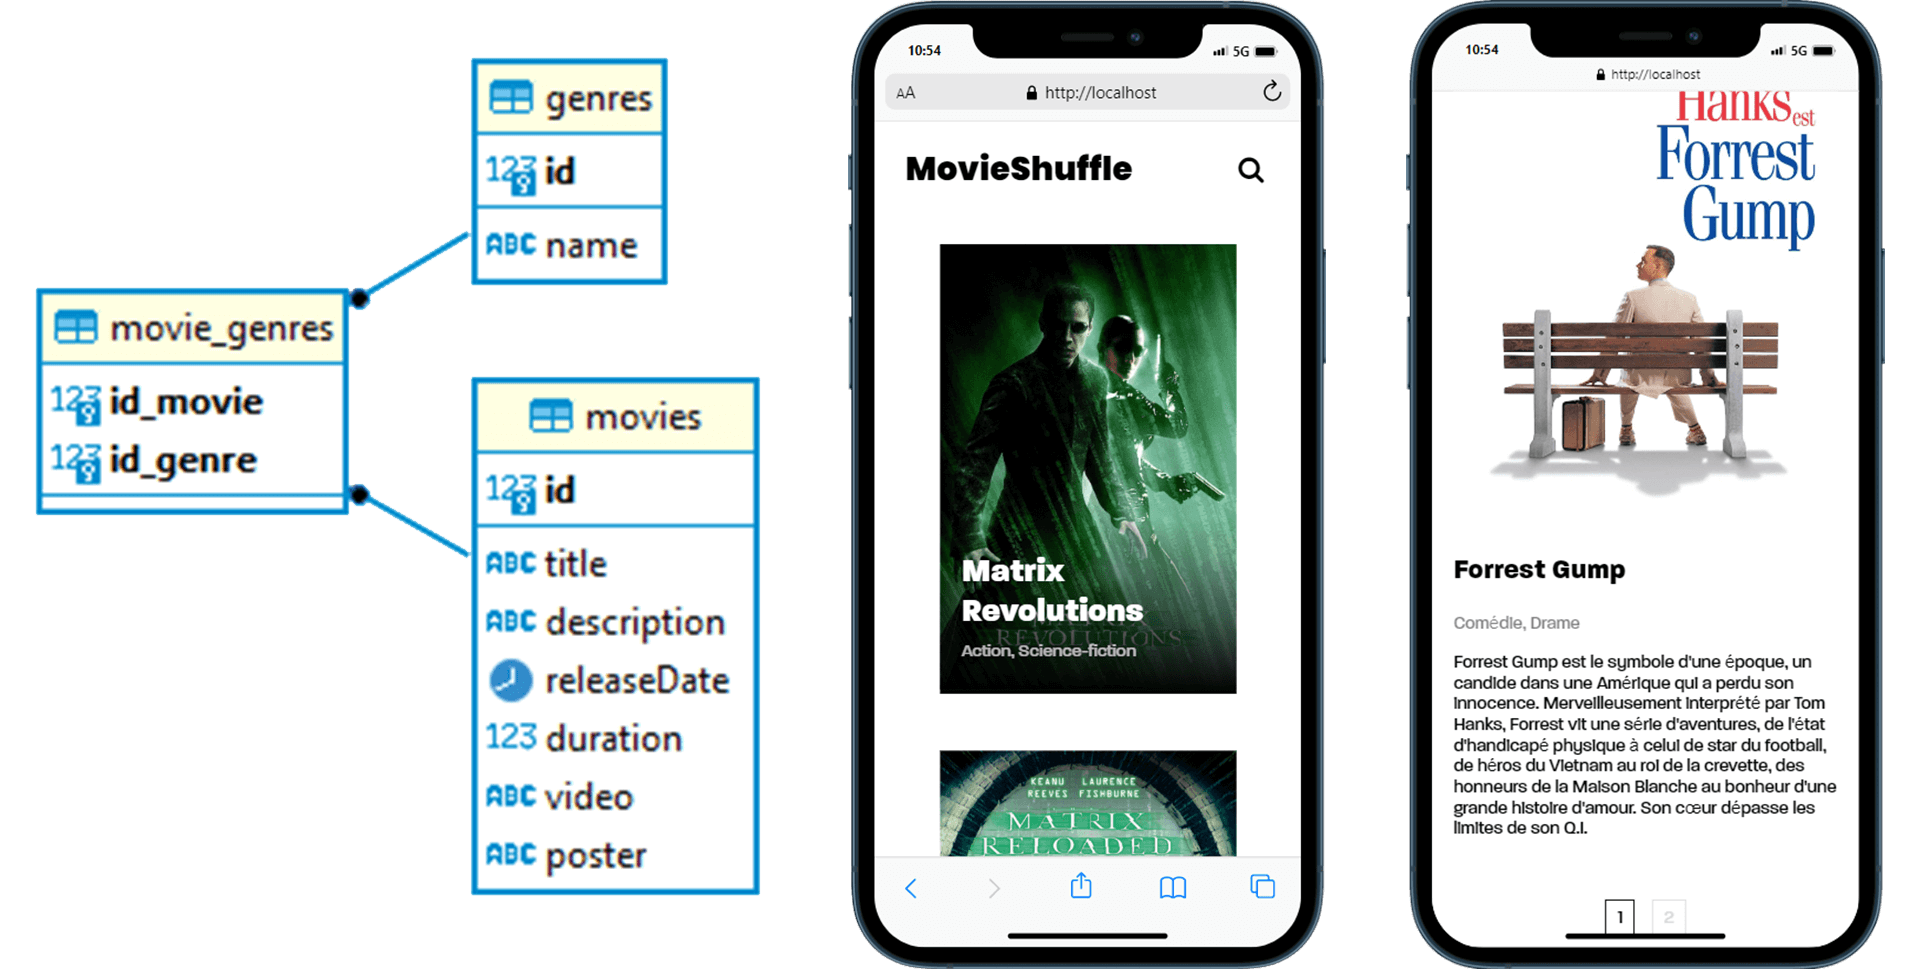 genres
123 id
ABC name
movie_genres
123 id_movie
123 id_genre
movies
123 id
ABC title
ABC description
releaseDate
123 duration
ABC video
ABC poster
10:54
5G
AA
http://localhost
MovieShuffle
Matrix
Revolutions
MATRIX
REVOLUTIONS
Action, Science-fiction
KEANU LAURENCE
REEVES FISHBURNE
MATRIX
RELOADED
10:54
5G
http://localhost
Hanks est
Forrest
Gump
Forrest Gump
Comédie, Drame
Forrest Gump est le symbole d'une époque, un
candide dans une Amérique qui a perdu son
innocence. Merveilleusement interprété par Tom
Hanks, Forrest vit une série d'aventures, de l'état
d'handicapé physique à celui de star du football,
de héros du Vietnam au roi de la crevette, des
honneurs de la Maison Blanche au bonheur d'une
grande histoire d'amour. Son cœur dépasse les
limites de son Q.I.
1 2